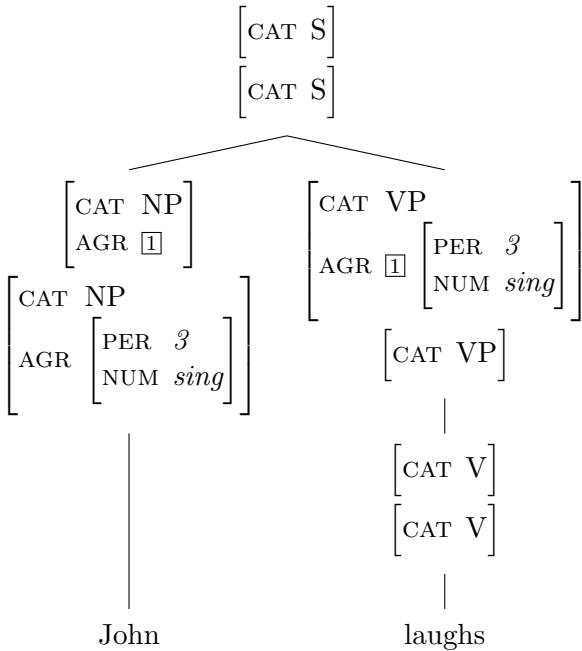 [CAT S]
[CAT S]
[CAT NP
AGR 1]
[CAT VP
AGR 1 [PER 3
NUM sing]]
[CAT NP
AGR [PER 3
NUM sing]]
[CAT VP]
[CAT V]
[CAT V]
John laughs